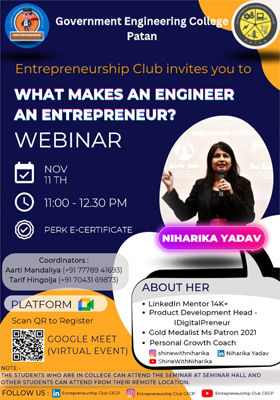 Government Engineering College
Patan
Entrepreneurship Club invites you to
WHAT MAKES AN ENGINEER
AN ENTREPRENEUR?
WEBINAR
NOV
11 TH
11:00 - 12.30 PM
PERK E-CERTIFICATE
NIHARIKA YADAV
Coordinators :
Aarti Mandaliya (+91 77789 41693)
Tarif Hingolja (+91 70431 69873)
PLATFORM
SCAN QR to Register
GOOGLE MEET
(VIRTUAL EVENT)
ABOUT HER
LinkedIn Mentor 14K+
Product Development Head -
IDigitalPreneur
Gold Medalist Ms Patron 2021
Personal Growth Coach
shinewithniharika
Niharika Yadav
ShineWithNiharika
NOTE -
THE STUDENTS WHO ARE IN COLLEGE CAN ATTEND THE SEMINAR AT SEMINAR HALL AND
OTHER STUDENTS CAN ATTEND FROM THEIR REMOTE LOCATION.
FOLLOW US :
Entrepreneurship Club GECP
Entrepreneurship Club GECP
Entrepreneurship Club GECP